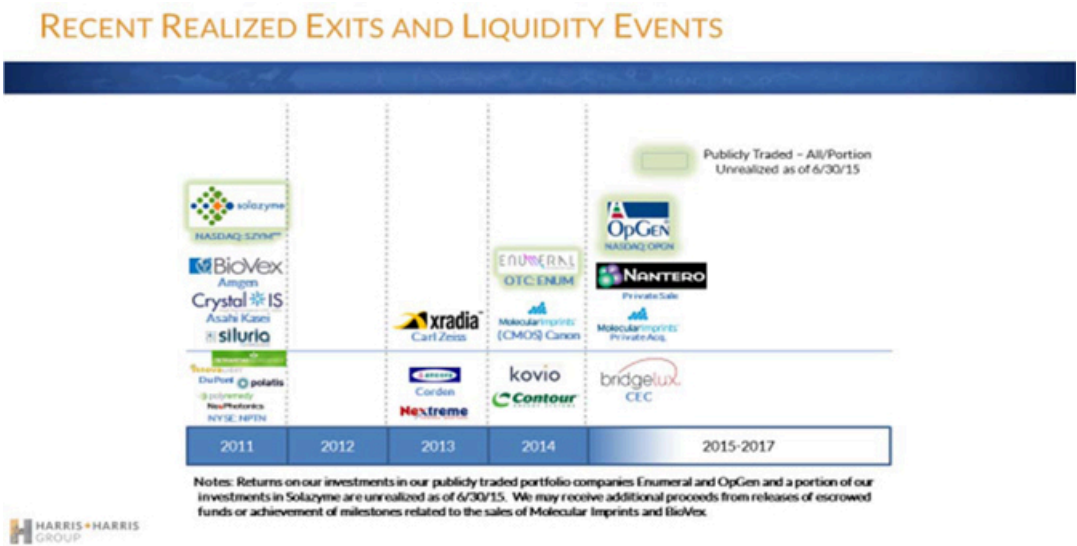 RECENT REALIZED EXITS AND LIQUIDITY EVENTS
Publicly Traded – All/Portion
Unrealized as of 6/30/15
solazyme
NASDAQ: SZYM
BIOVEX
Amgen
Crystal IS
Asahi Kasei
siluria
DuPont
polatis
polyremedy
NeoPhotonics
NYSE: NPTN
xradia
Carl Zeiss
Corden
Nextreme
ENUMERAL
OTC: ENUM
MolecularImprints
(CMOS) Canon
kovio
Contour
OpGen
NASDAQ: OPGN
NANTERO
Private Sale
MolecularImprints
Private Acq.
bridgelux
CEC
2011
2012
2013
2014
2015-2017
Notes: Returns on our investments in our publicly traded portfolio companies Enumeral and OpGen and a portion of our
investments in Solazyme are unrealized as of 6/30/15. We may receive additional proceeds from releases of escrowed
funds or achievement of milestones related to the sales of Molecular Imprints and BioVex.
HARRIS HARRIS
GROUP